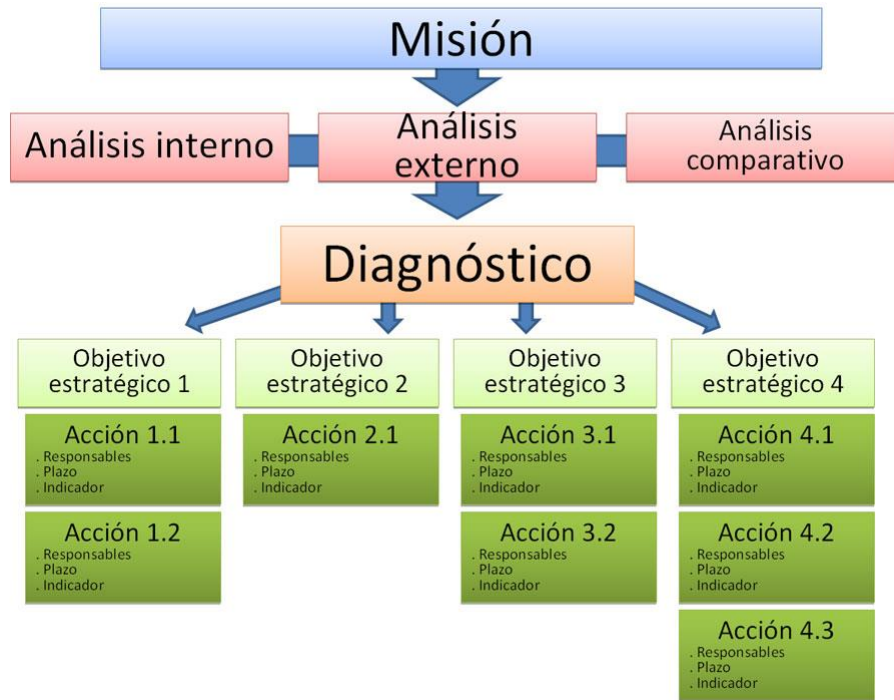 Misión
Análisis interno
Análisis
externo
Análisis
comparativo
Diagnóstico
Objetivo
estratégico 1
Acción 1.1
. Responsables
. Plazo
. Indicador
Acción 1.2
. Responsables
. Plazo
. Indicador
Objetivo
estratégico 2
Acción 2.1
. Responsables
. Plazo
. Indicador
Objetivo
estratégico 3
Acción 3.1
. Responsables
. Plazo
. Indicador
Acción 3.2
. Responsables
. Plazo
. Indicador
Objetivo
estratégico 4
Acción 4.1
. Responsables
. Plazo
. Indicador
Acción 4.2
. Responsables
. Plazo
. Indicador
Acción 4.3
. Responsables
. Plazo
. Indicador